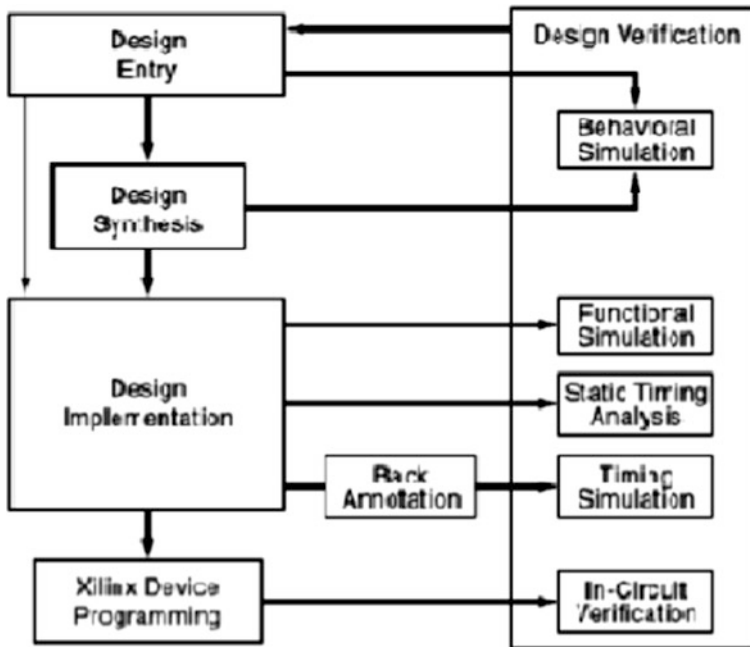 Design
Entry
Design Verification
Behavioral
Simulation
Design
Synthesis
Design
Implementation
Functional
Simulation
Static Timing
Analysis
Back
Annotation
Timing
Simulation
Xilinx Device
Programming
In-Circuit
Verification